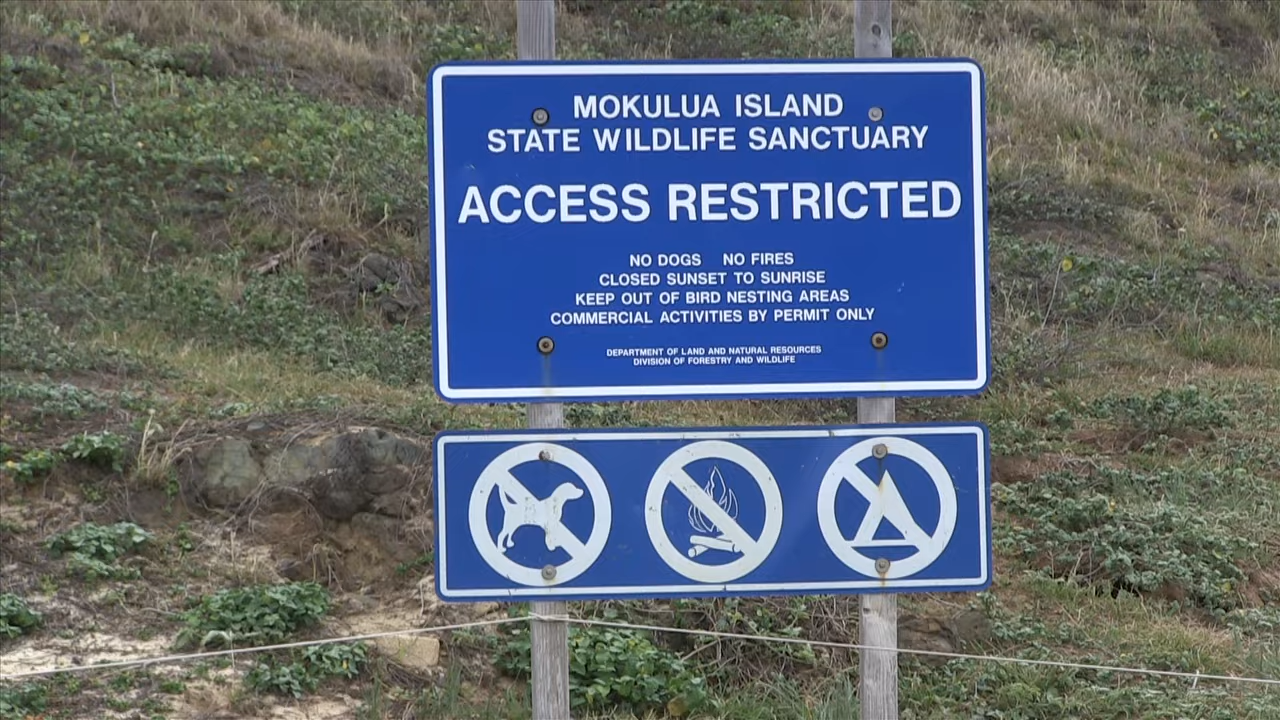 MOKULUA ISLAND
STATE WILDLIFE SANCTUARY
ACCESS RESTRICTED
NO DOGS NO FIRES
CLOSED SUNSET TO SUNRISE
KEEP OUT OF BIRD NESTING AREAS
COMMERCIAL ACTIVITIES BY PERMIT ONLY
DEPARTMENT OF LAND AND NATURAL RESOURCES
DIVISION OF FORESTRY AND WILDLIFE